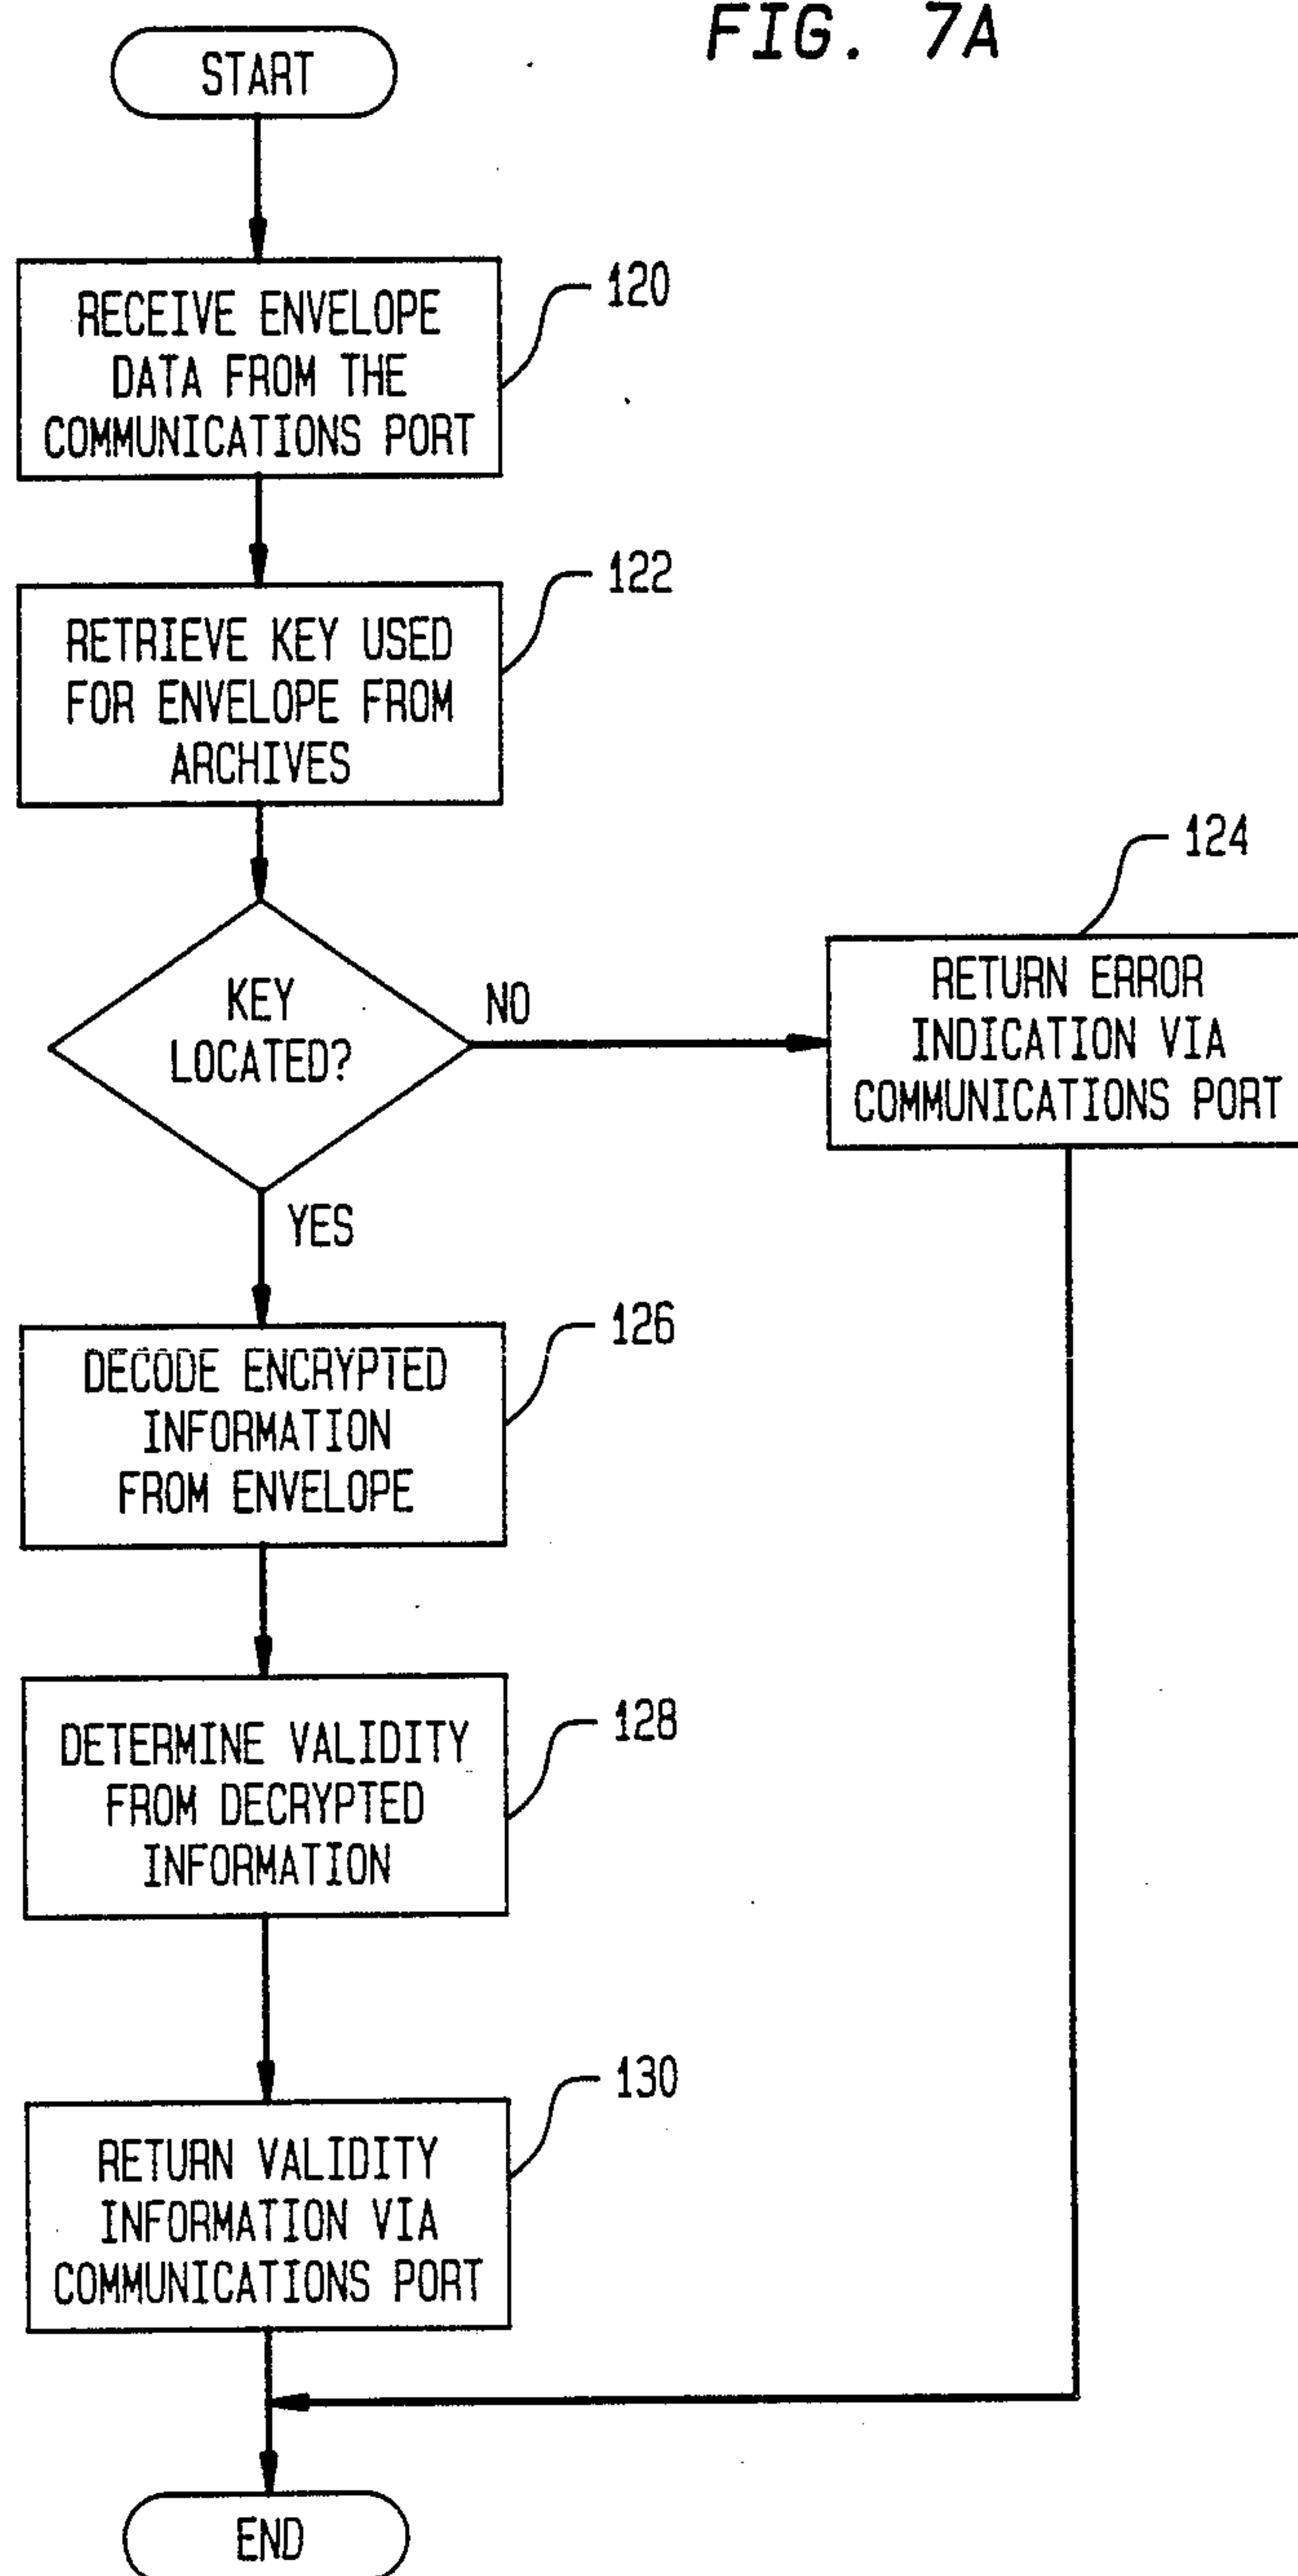 FIG. 7A
START
RECEIVE ENVELOPE
DATA FROM THE
COMMUNICATIONS PORT
120
RETRIEVE KEY USED
FOR ENVELOPE FROM
ARCHIVES
122
KEY
LOCATED?
NO
124
RETURN ERROR
INDICATION VIA
COMMUNICATIONS PORT
YES
DECODE ENCRYPTED
INFORMATION
FROM ENVELOPE
126
DETERMINE VALIDITY
FROM DECRYPTED
INFORMATION
128
RETURN VALIDITY
INFORMATION VIA
COMMUNICATIONS PORT
130
END